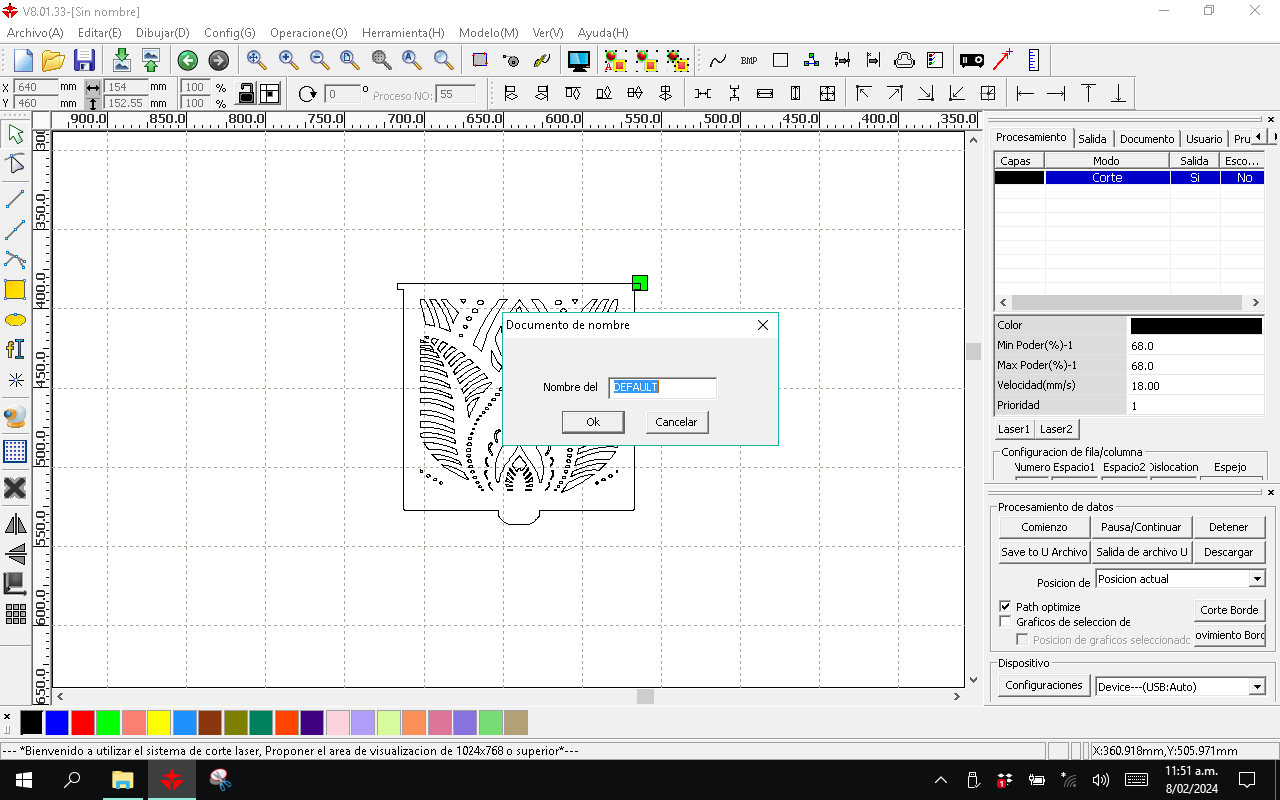 V8.01.33-[Sin nombre]
Archivo(A) Editar(E) Dibujar(D) Config(G) Operacione(O) Herramienta(H) Modelo(M) Ver(V) Ayuda(H)
BMP
X 640 mm 154 mm 100 %
Y 460 mm 152.55 mm 100 %
0 ° Proceso NO: 55
900.0 850.0 800.0 750.0 700.0 650.0 600.0 550.0 500.0 450.0 400.0 350.0
350.0
400.0
450.0
500.0
550.0
600.0
650.0
Documento de nombre
Nombre del DEFAULT
Ok Cancelar
Procesamiento Salida Documento Usuario Pru
Capas Modo Salida Esco...
Corte Si No
Color
Min Poder(%)-1 68.0
Max Poder(%)-1 68.0
Velocidad(mm/s) 18.00
Prioridad 1
Laser1 Laser2
Configuracion de fila/columna
Numero Espacio1 Espacio2 Dislocation Espejo
Procesamiento de datos
Comienzo Pausa/Continuar Detener
Save to U Archivo Salida de archivo U Descargar
Posicion de Posicion actual
Path optimize Corte Borde
Graficos de seleccion de
Posicion de graficos seleccionado ovimiento Bord
Dispositivo
Configuraciones Device---(USB:Auto)
--- *Bienvenido a utilizar el sistema de corte laser, Proponer el area de visualizacion de 1024x768 o superior*---
X:360.918mm,Y:505.971mm
11:51 a.m.
8/02/2024